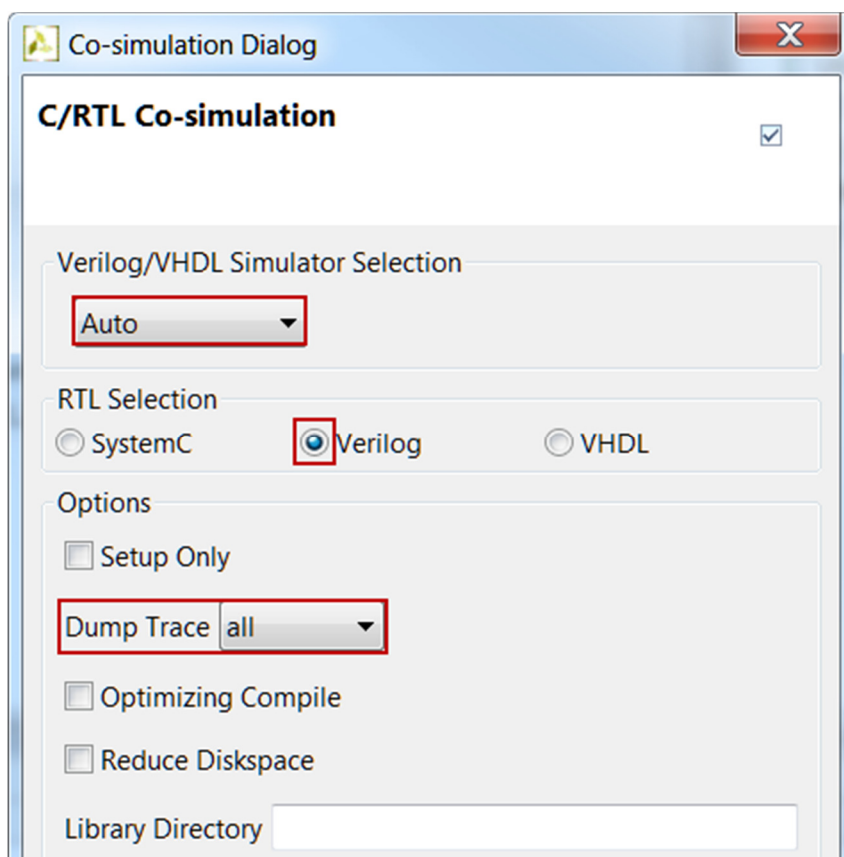 Co-simulation Dialog
C/RTL Co-simulation
Verilog/VHDL Simulator Selection
Auto
RTL Selection
SystemC Verilog VHDL
Options
Setup Only
Dump Trace all
Optimizing Compile
Reduce Diskspace
Library Directory